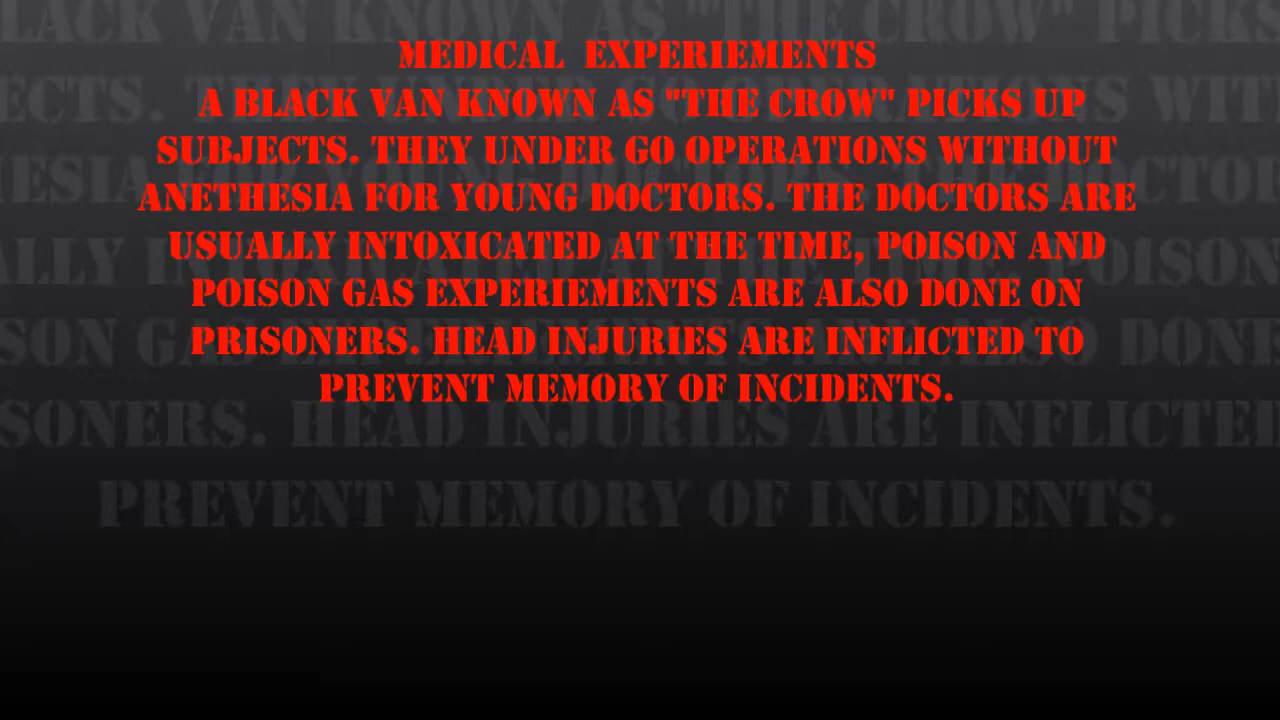 MEDICAL EXPERIEMENTS
A BLACK VAN KNOWN AS "THE CROW" PICKS UP
SUBJECTS. THEY UNDER GO OPERATIONS WITHOUT
ANETHESIA FOR YOUNG DOCTORS. THE DOCTORS ARE
USUALLY INTOXICATED AT THE TIME, POISON AND
POISON GAS EXPERIEMENTS ARE ALSO DONE ON
PRISONERS. HEAD INJURIES ARE INFLICTED TO
PREVENT MEMORY OF INCIDENTS.